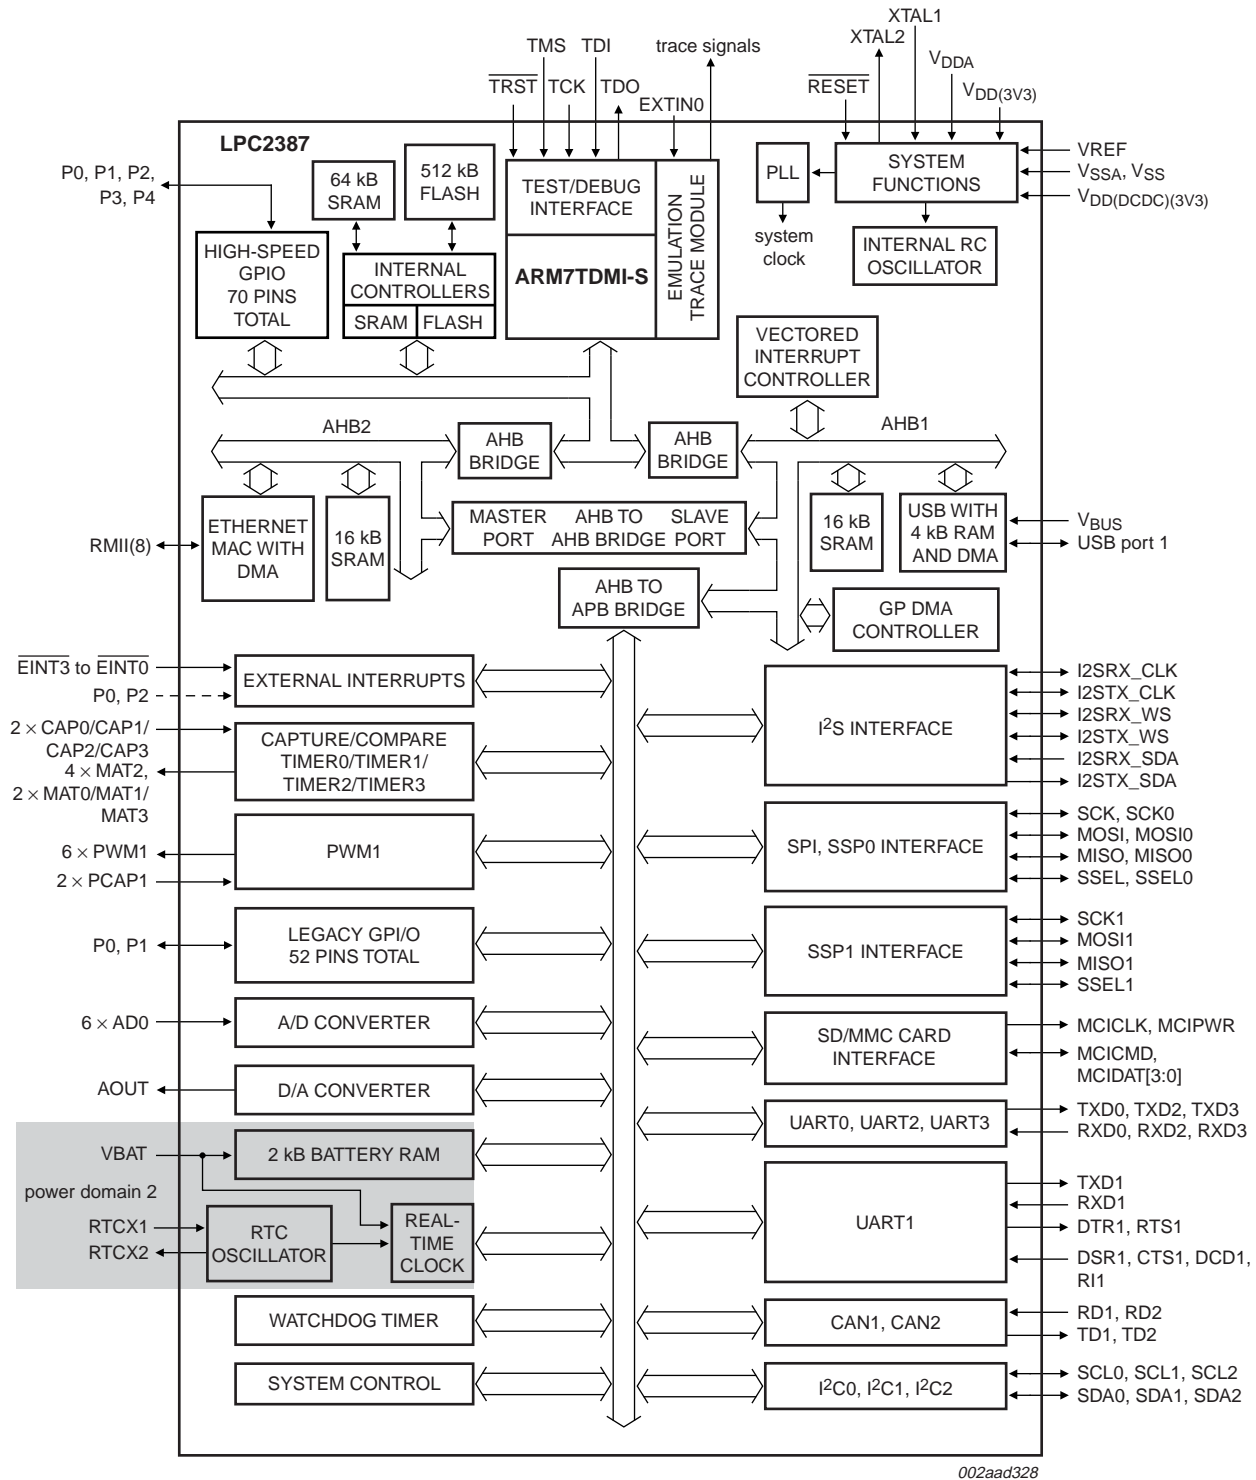 XTAL1
XTAL2
TMS TDI
trace signals
VDDA
TRST TCK TDO
RESET
VDD(3V3)
EXTIN0
LPC2387
P0, P1, P2,
P3, P4
64 kB
SRAM
512 kB
FLASH
TEST/DEBUG
INTERFACE
EMULATION
TRACE MODULE
PLL
SYSTEM
FUNCTIONS
VREF
VSSA, VSS
VDD(DCDC)(3V3)
system
clock
HIGH-SPEED
GPIO
70 PINS
TOTAL
INTERNAL
CONTROLLERS
SRAM FLASH
ARM7TDMI-S
INTERNAL RC
OSCILLATOR
VECTORED
INTERRUPT
CONTROLLER
AHB2
AHB
BRIDGE
AHB
BRIDGE
AHB1
RMII(8)
ETHERNET
MAC WITH
DMA
16 kB
SRAM
MASTER AHB TO SLAVE
PORT AHB BRIDGE PORT
16 kB
SRAM
USB WITH
4 kB RAM
AND DMA
VBUS
USB port 1
AHB TO
APB BRIDGE
GP DMA
CONTROLLER
EINT3 to EINT0
P0, P2
EXTERNAL INTERRUPTS
2 × CAP0/CAP1/
CAP2/CAP3
4 × MAT2,
2 × MAT0/MAT1/
MAT3
CAPTURE/COMPARE
TIMER0/TIMER1/
TIMER2/TIMER3
6 × PWM1
2 × PCAP1
PWM1
P0, P1
LEGACY GPI/O
52 PINS TOTAL
6 × AD0
A/D CONVERTER
AOUT
D/A CONVERTER
VBAT
2 kB BATTERY RAM
power domain 2
RTCX1
RTCX2
RTC
OSCILLATOR
REAL-
TIME
CLOCK
WATCHDOG TIMER
SYSTEM CONTROL
I2S INTERFACE
I2SRX_CLK
I2STX_CLK
I2SRX_WS
I2STX_WS
I2SRX_SDA
I2STX_SDA
SPI, SSP0 INTERFACE
SCK, SCK0
MOSI, MOSI0
MISO, MISO0
SSEL, SSEL0
SSP1 INTERFACE
SCK1
MOSI1
MISO1
SSEL1
SD/MMC CARD
INTERFACE
MCICLK, MCIPWR
MCICMD,
MCIDAT[3:0]
UART0, UART2, UART3
TXD0, TXD2, TXD3
RXD0, RXD2, RXD3
UART1
TXD1
RXD1
DTR1, RTS1
DSR1, CTS1, DCD1,
RI1
CAN1, CAN2
RD1, RD2
TD1, TD2
I2C0, I2C1, I2C2
SCL0, SCL1, SCL2
SDA0, SDA1, SDA2
002aad328